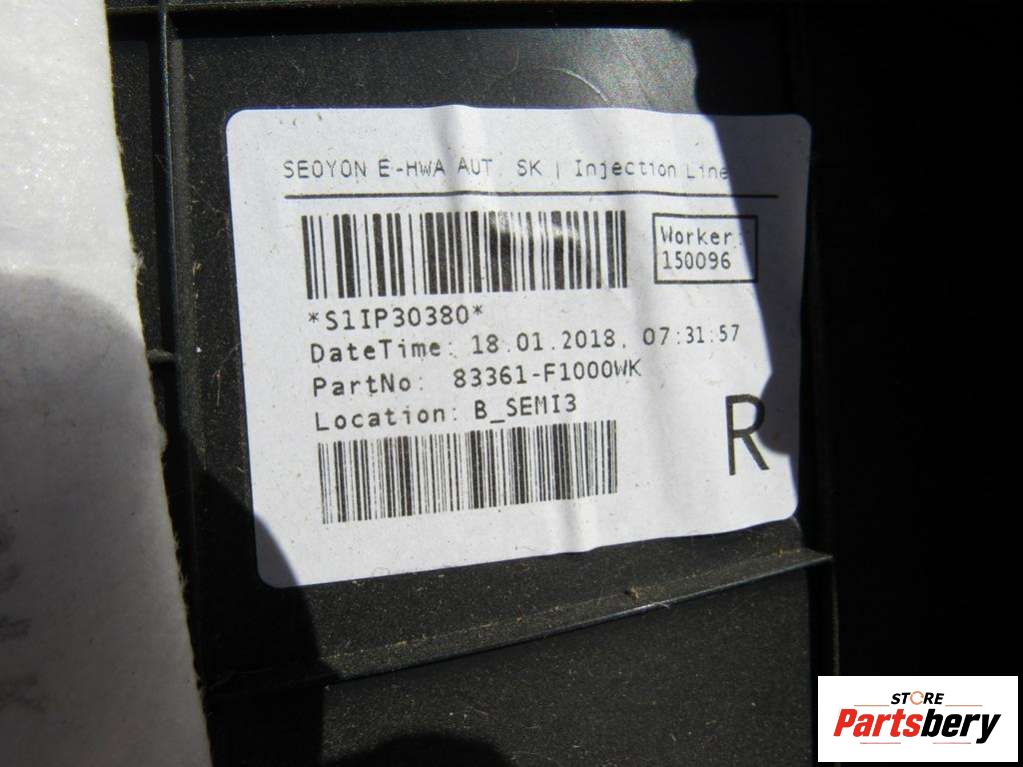 SEOYON E-HWA AUT. SK | Injection Line
Worker:
150096
*S1IP30380*
DateTime: 18.01.2018, 07:31:57
PartNo: 83361-F1000WK
Location: B_SEMI3
R
STORE
Partsbery